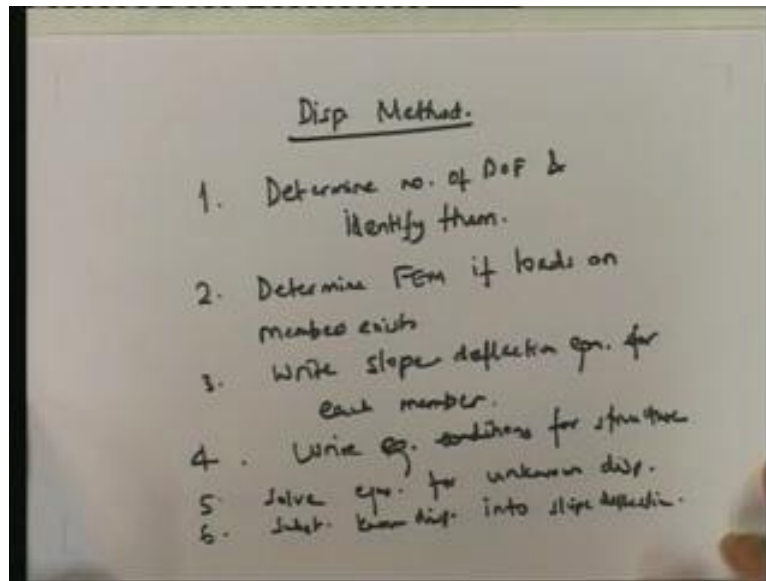 Disp Method.
1. Determine no. of DoF &
identify them.
2. Determine FEM if loads on
member exists
3. Write slope deflection eqn. for
each member.
4. Write eq. conditions for structure
5. Solve eqns. for unknown disp.
6. Subst. known disp. into slope deflection.